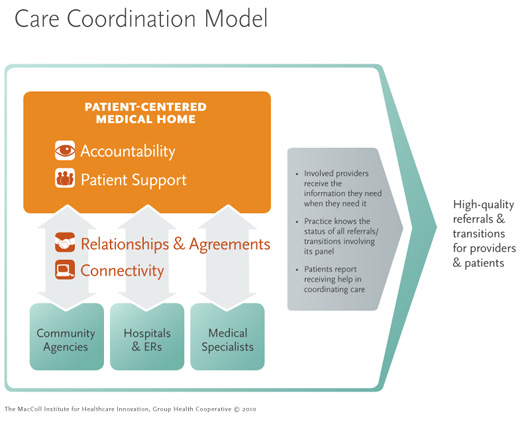 Care Coordination Model
PATIENT-CENTERED
MEDICAL HOME
Accountability
Patient Support
Relationships & Agreements
Connectivity
Community
Agencies
Hospitals
& ERs
Medical
Specialists
• Involved providers
receive the
information they need
when they need it
• Practice knows the
status of all referrals/
transitions involving
its panel
• Patients report
receiving help in
coordinating care
High-quality
referrals &
transitions
for providers
& patients
The MacColl Institute for Healthcare Innovation, Group Health Cooperative © 2010